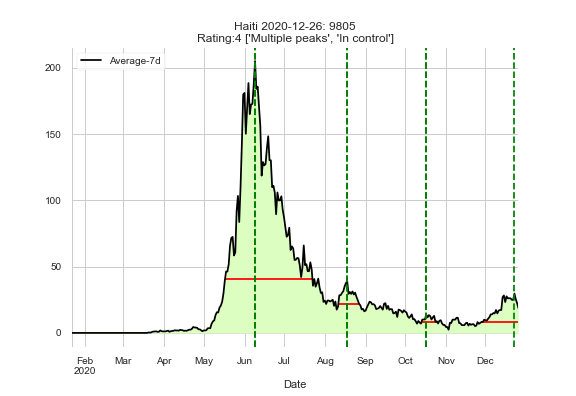 Haiti 2020-12-26: 9805
Rating:4 ['Multiple peaks', 'In control']
Average-7d
200
150
100
50
0
Feb Mar Apr May Jun Jul Aug Sep Oct Nov Dec
2020
Date